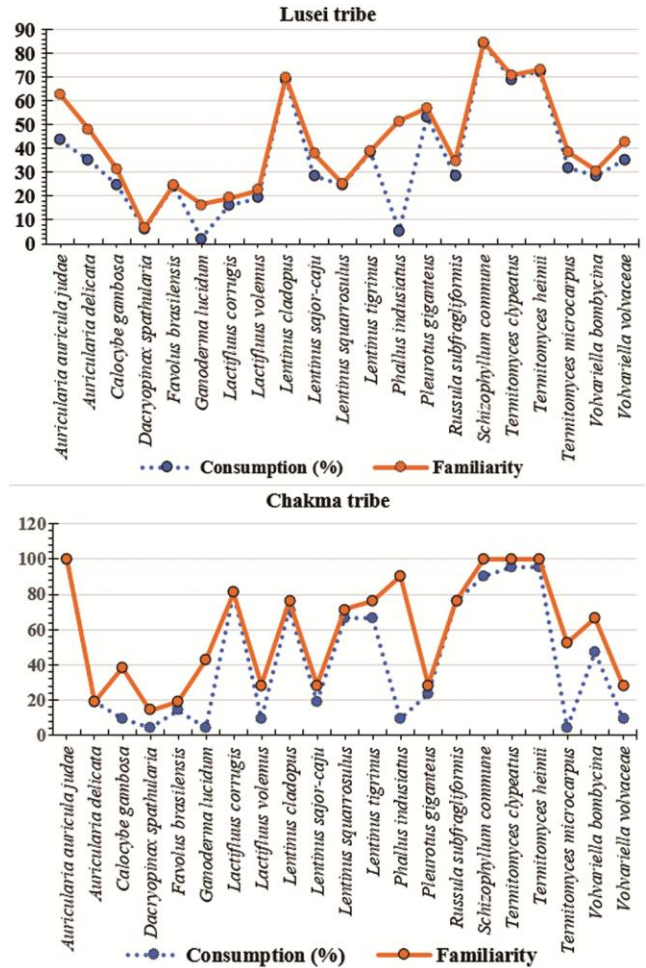 Lusei tribe
90
80
70
60
50
40
30
20
10
0
Auricularia auricula judae
Auricularia delicata
Calocybe gambosa
Dacryopinax spathularia
Favolus brasilensis
Ganoderma lucidum
Lactifluus corrugis
Lactifluus volemus
Lentinus cladopus
Lentinus sajor-caju
Lentinus squarrosulus
Lentinus tigrinus
Phallus indusiatus
Pleurotus giganteus
Russula subfragliformis
Schizophyllum commune
Termitomyces clypeatus
Termitomyces heimii
Termitomyces microcarpus
Volvariella bombycina
Volvariella volvaceae
Consumption (%) Familiarity
Chakma tribe
120
100
80
60
40
20
0
Auricularia auricula judae
Auricularia delicata
Calocybe gambosa
Dacryopinax spathularia
Favolus brasilensis
Ganoderma lucidum
Lactifluus corrugis
Lactifluus volemus
Lentinus cladopus
Lentinus sajor-caju
Lentinus squarrosulus
Lentinus tigrinus
Phallus indusiatus
Pleurotus giganteus
Russula subfragliformis
Schizophyllum commune
Termitomyces clypeatus
Termitomyces heimii
Termitomyces microcarpus
Volvariella bombycina
Volvariella volvaceae
Consumption (%) Familiarity